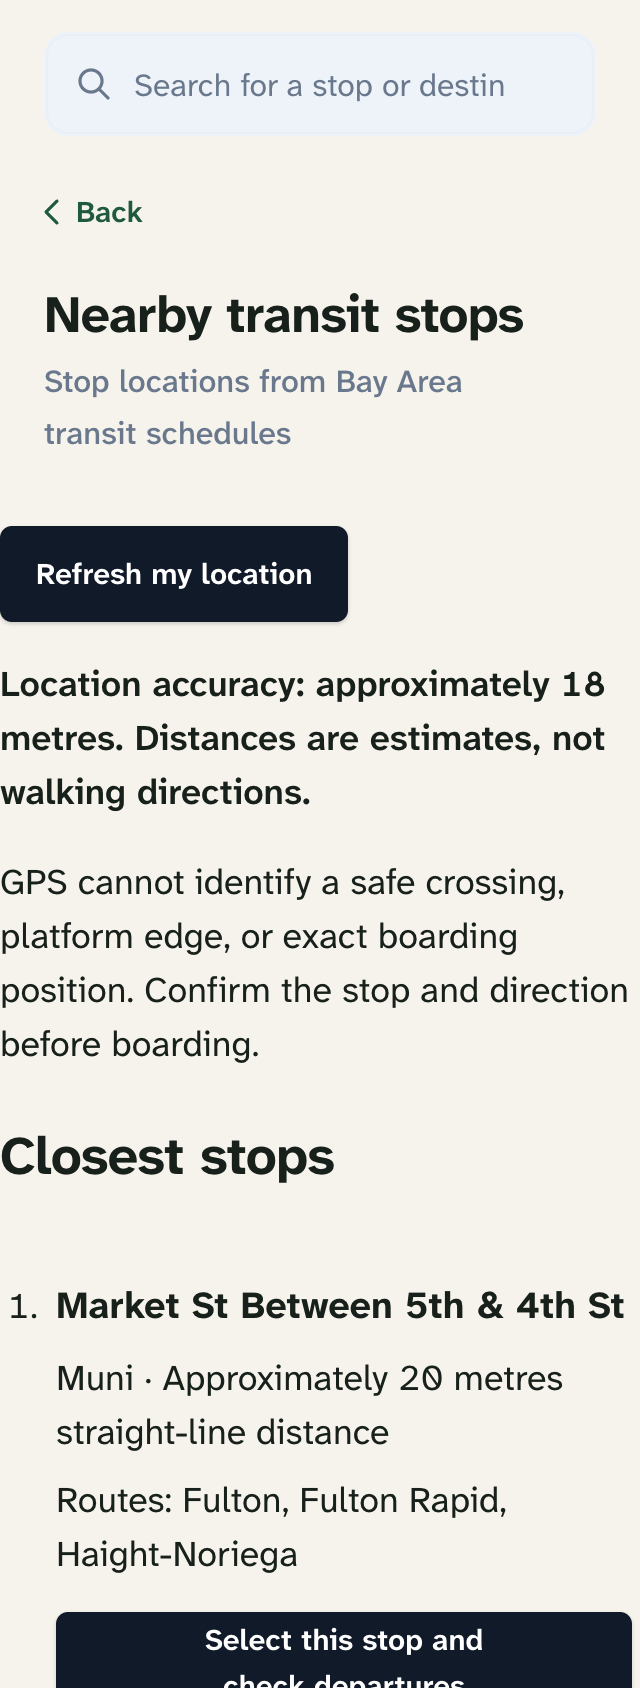 Search for a stop or destin
Back
Nearby transit stops
Stop locations from Bay Area
transit schedules
Refresh my location
Location accuracy: approximately 18
metres. Distances are estimates, not
walking directions.
GPS cannot identify a safe crossing,
platform edge, or exact boarding
position. Confirm the stop and direction
before boarding.
Closest stops
1. Market St Between 5th & 4th St
Muni · Approximately 20 metres
straight-line distance
Routes: Fulton, Fulton Rapid,
Haight-Noriega
Select this stop and
check departures